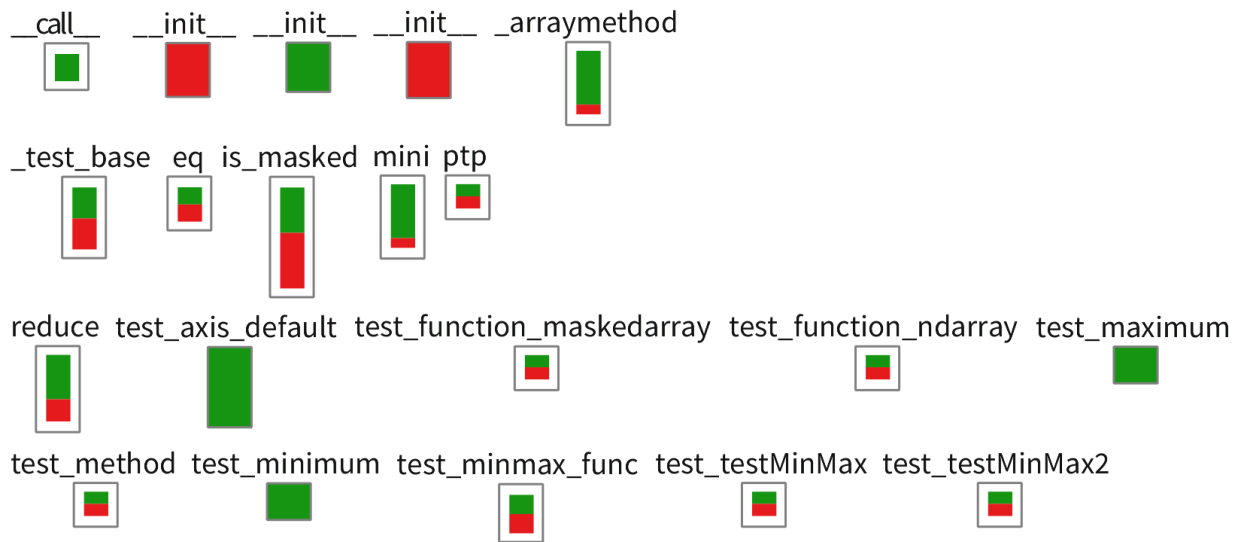 __call__ __init__ __init__ __init__ _arraymethod
_test_base eq is_masked mini ptp
reduce test_axis_default test_function_maskedarray test_function_ndarray test_maximum
test_method test_minimum test_minmax_func test_testMinMax test_testMinMax2